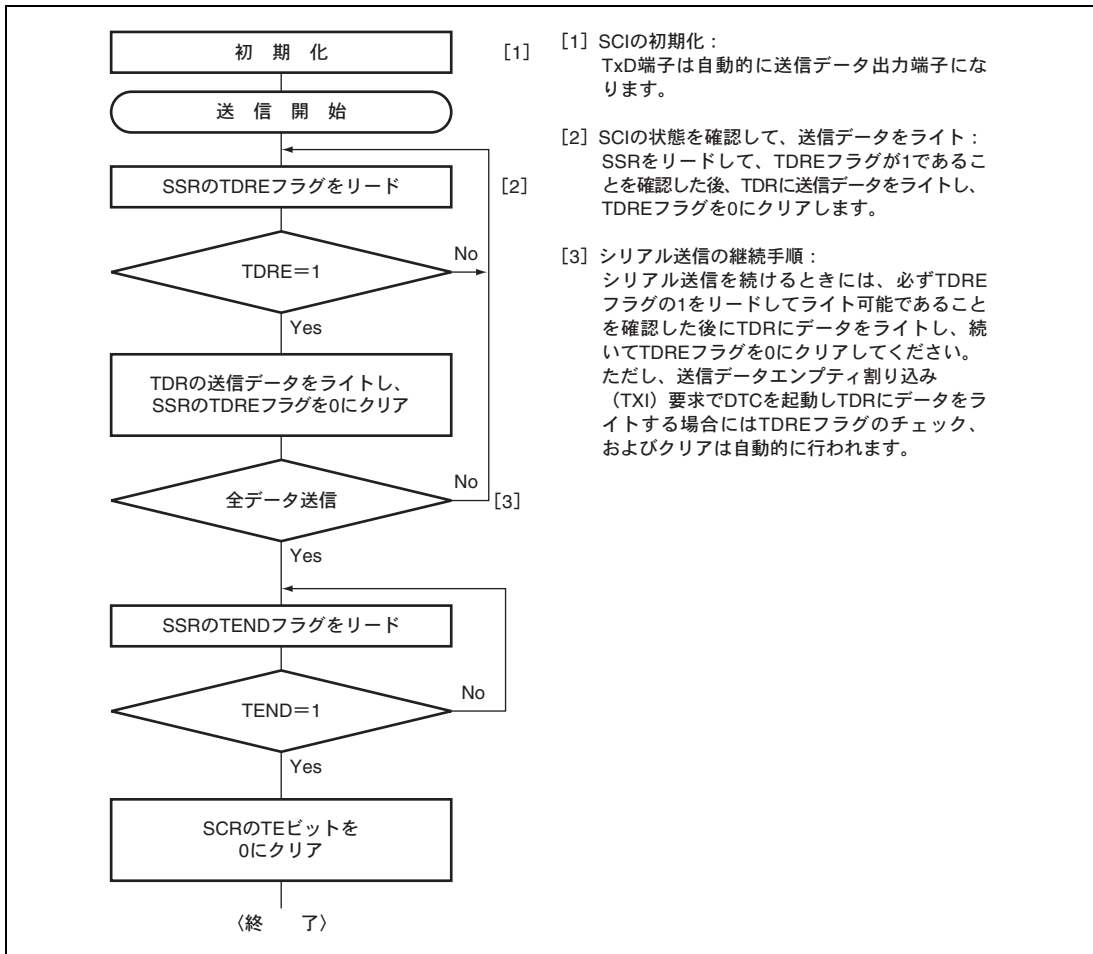 初 期 化
[1]
送 信 開 始
SSRのTDREフラグをリード
[2]
No
TDRE=1
Yes
TDRの送信データをライトし、
SSRのTDREフラグを0にクリア
No
全データ送信
[3]
Yes
SSRのTENDフラグをリード
No
TEND=1
Yes
SCRのTEビットを
0にクリア
〈終 了〉
[1] SCIの初期化:
TxD端子は自動的に送信データ出力端子にな
ります。
[2] SCIの状態を確認して、送信データをライト:
SSRをリードして、TDREフラグが1であるこ
とを確認した後、TDRに送信データをライトし、
TDREフラグを0にクリアします。
[3] シリアル送信の継続手順:
シリアル送信を続けるときには、必ずTDRE
フラグの1をリードしてライト可能であること
を確認した後にTDRにデータをライトし、続
いてTDREフラグを0にクリアしてください。
ただし、送信データエンプティ割り込み
(TXI)要求でDTCを起動しTDRにデータをラ
イトする場合にはTDREフラグのチェック、
およびクリアは自動的に行われます。